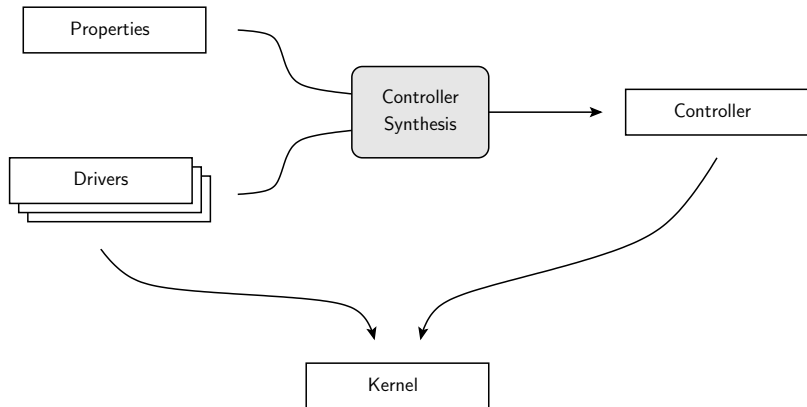 Properties
Controller
Synthesis
Controller
Drivers
Kernel